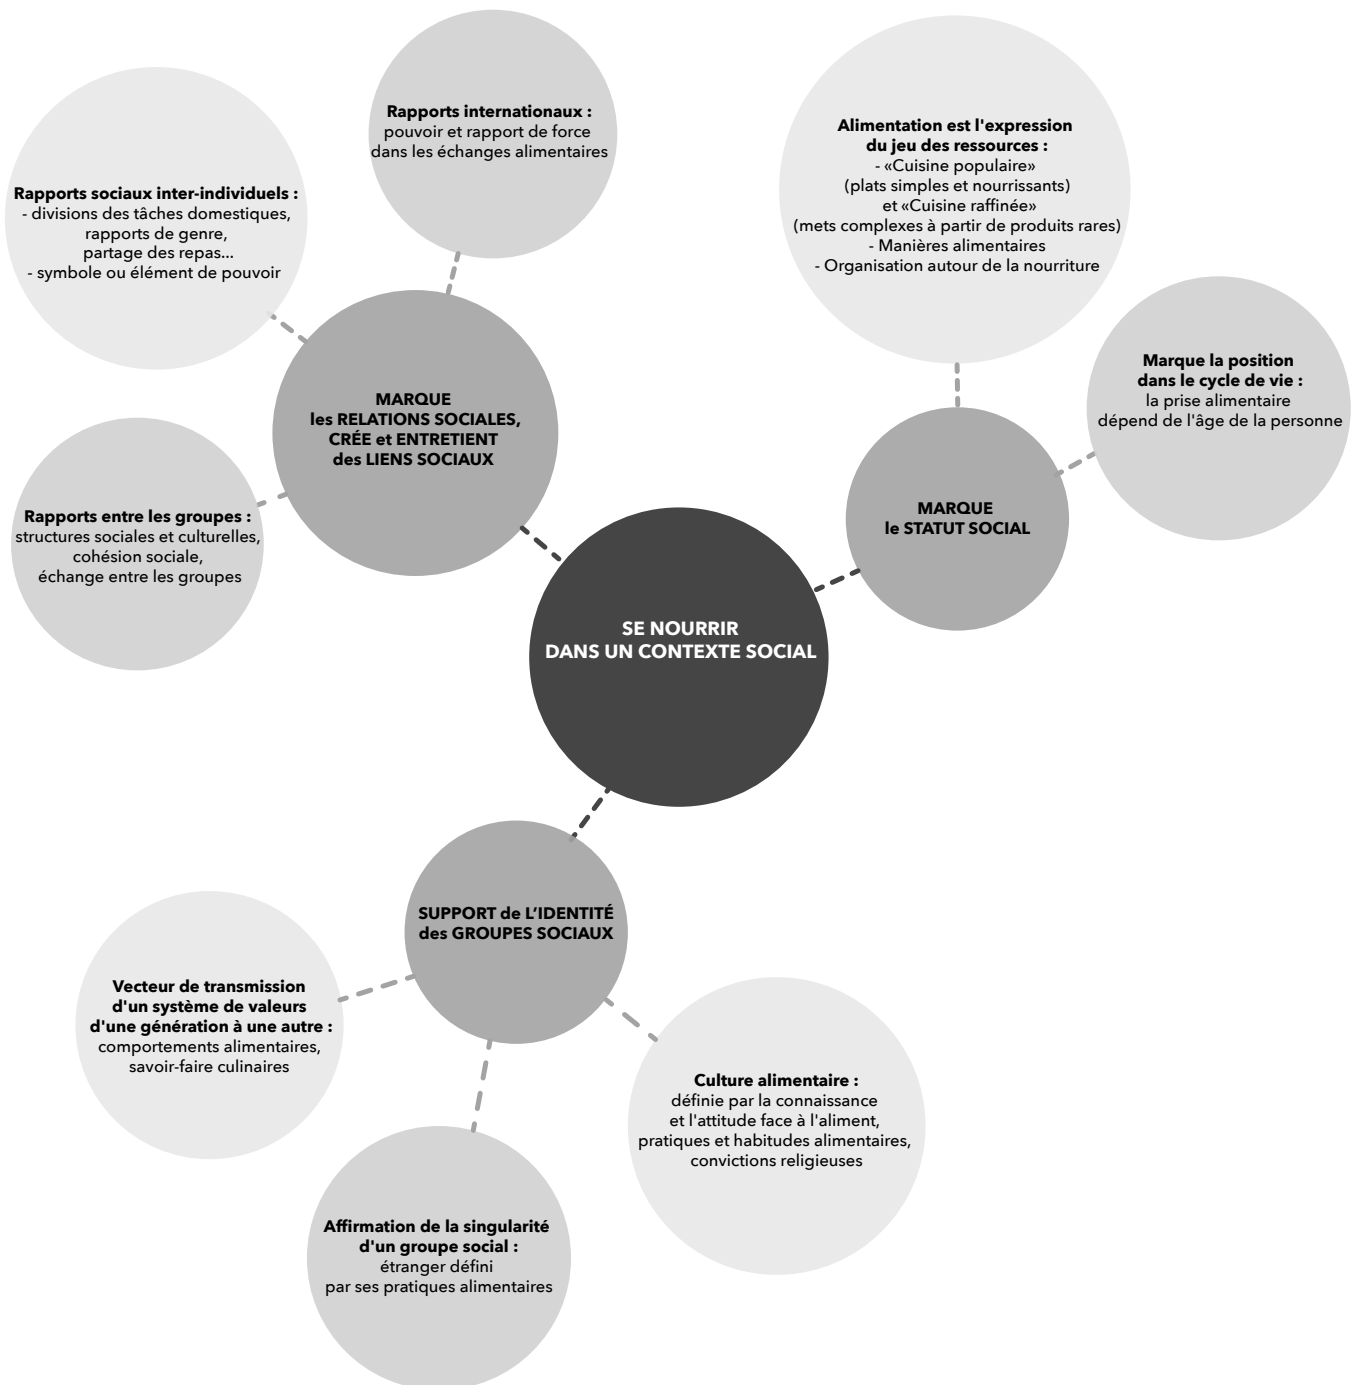 SE NOURRIR
DANS UN CONTEXTE SOCIAL
MARQUE
les RELATIONS SOCIALES,
CRÉE et ENTRETIENT
des LIENS SOCIAUX
Rapports internationaux :
pouvoir et rapport de force
dans les échanges alimentaires
Rapports sociaux inter-individuels :
- divisions des tâches domestiques,
rapports de genre,
partage des repas...
- symbole ou élément de pouvoir
Rapports entre les groupes :
structures sociales et culturelles,
cohésion sociale,
échange entre les groupes
MARQUE
le STATUT SOCIAL
Alimentation est l'expression
du jeu des ressources :
- «Cuisine populaire»
(plats simples et nourrissants)
et «Cuisine raffinée»
(mets complexes à partir de produits rares)
- Manières alimentaires
- Organisation autour de la nourriture
Marque la position
dans le cycle de vie :
la prise alimentaire
dépend de l'âge de la personne
SUPPORT de L’IDENTITÉ
des GROUPES SOCIAUX
Vecteur de transmission
d'un système de valeurs
d'une génération à une autre :
comportements alimentaires,
savoir-faire culinaires
Affirmation de la singularité
d'un groupe social :
étranger défini
par ses pratiques alimentaires
Culture alimentaire :
définie par la connaissance
et l'attitude face à l'aliment,
pratiques et habitudes alimentaires,
convictions religieuses